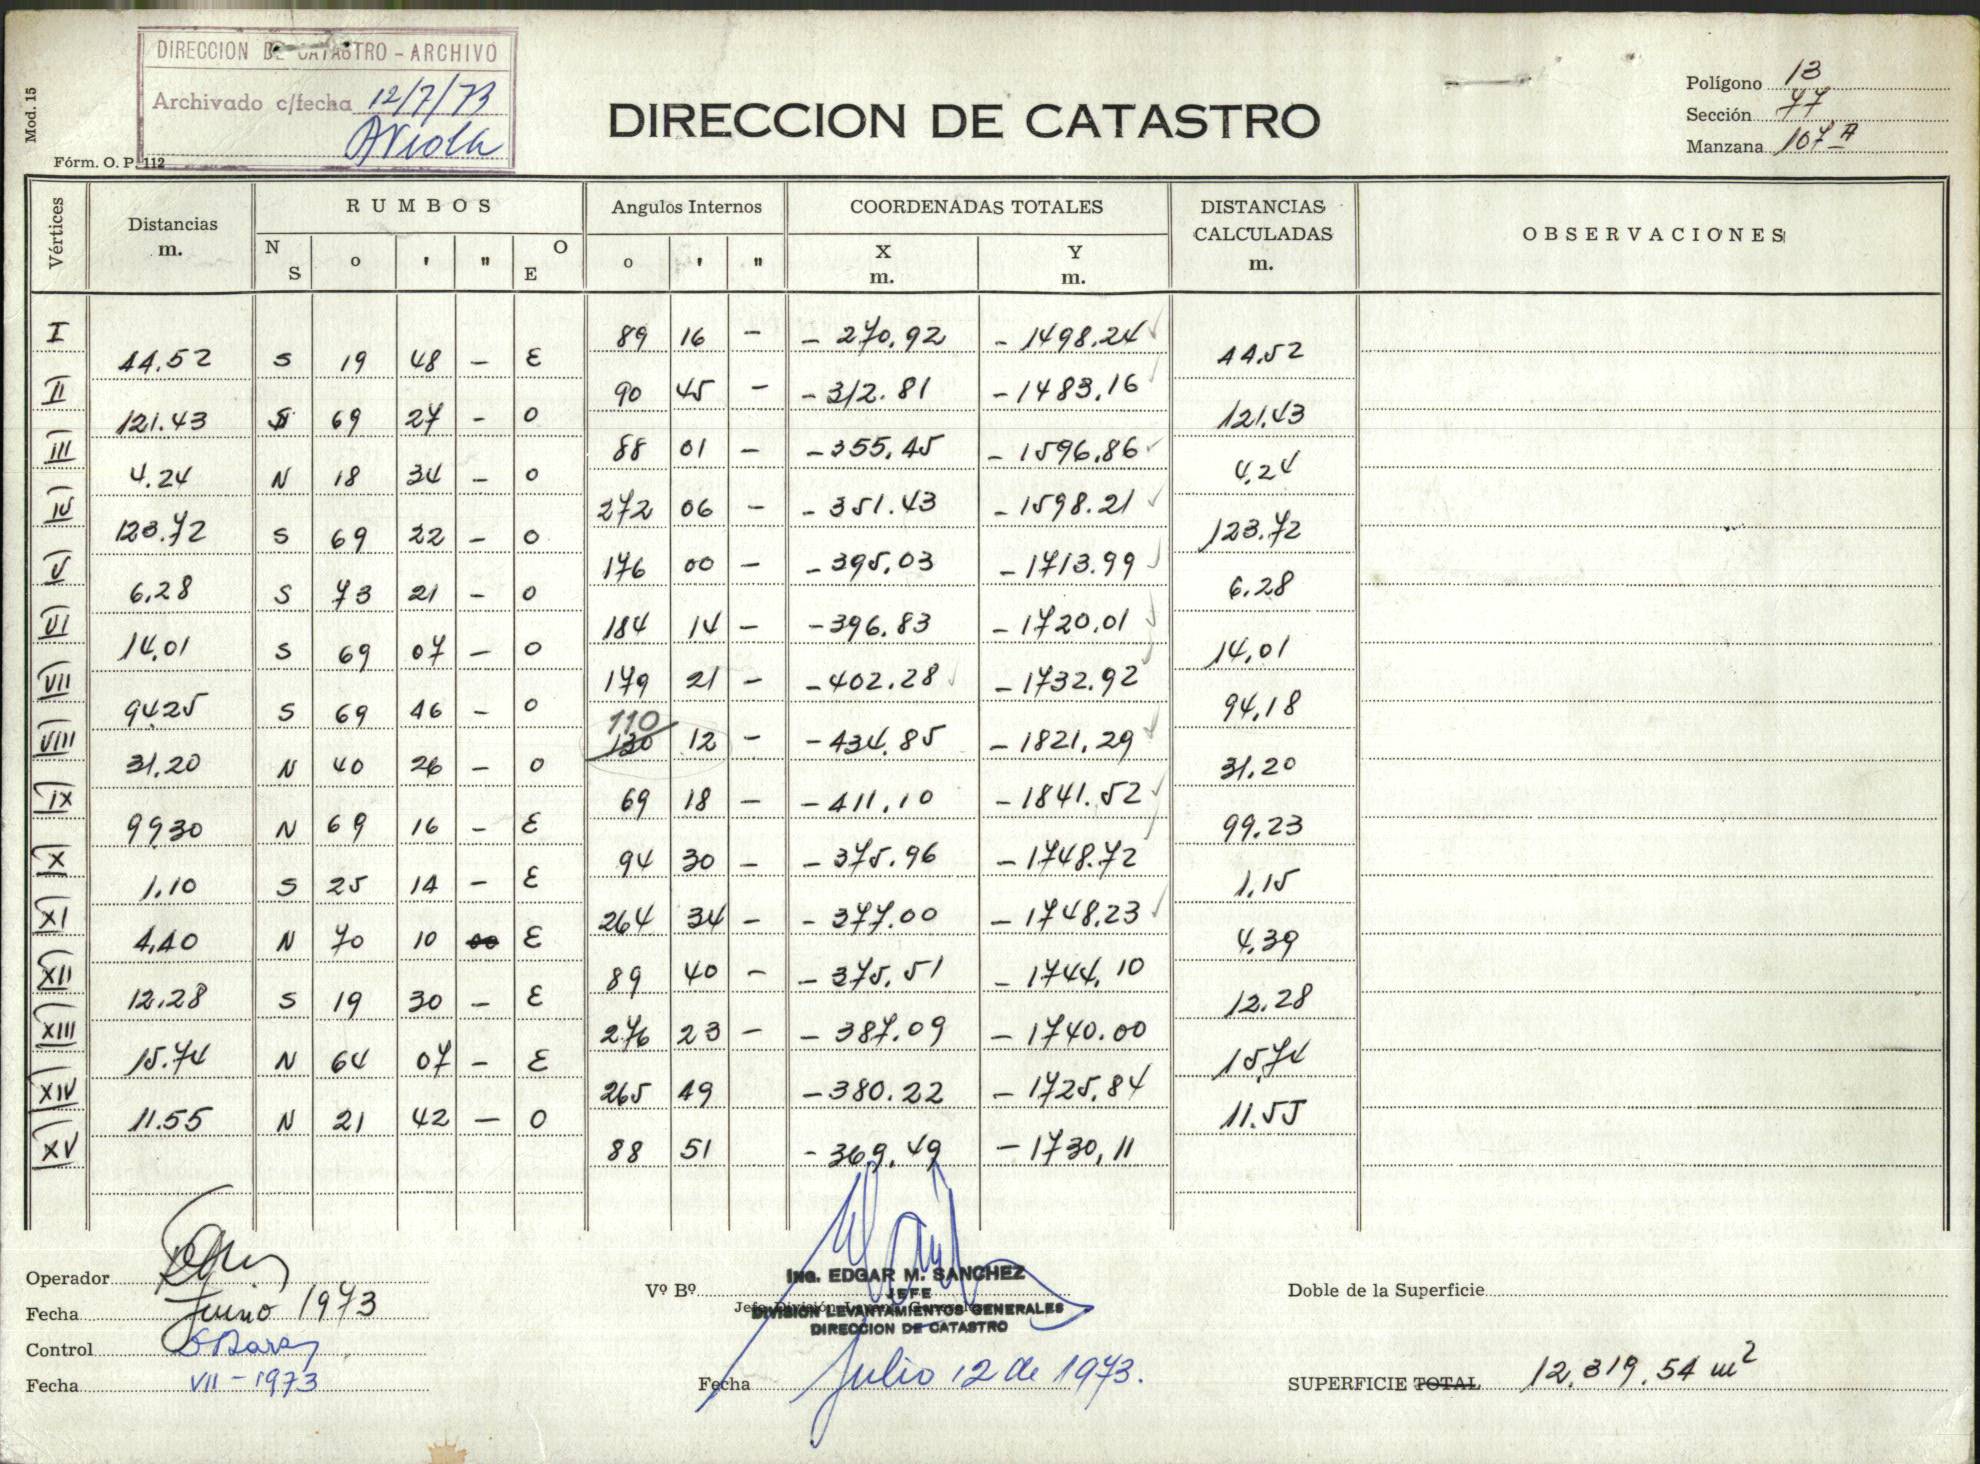 DIRECCION DE CATASTRO - ARCHIVO
Archivado c/fecha 12/7/73
Mod. 15
Fórm. O. P. 112
DIRECCION DE CATASTRO
Polígono 13
Sección 77
Manzana 107-A
Vértices Distancias m. RUMBOS Angulos Internos COORDENADAS TOTALES DISTANCIAS CALCULADAS m. OBSERVACIONES
N S o ' " O E o ' " X m. Y m.
I 89 16 - - 270.92 - 1498.24
44.52 S 19 48 - E 44.52
II 90 45 - - 312.81 - 1483.16
121.43 S 69 27 - O 121.43
III 88 01 - - 355.45 - 1596.86
4.24 N 18 34 - O 4.24
IV 272 06 - - 351.43 - 1598.21
123.72 S 69 22 - O 123.72
V 176 00 - - 395.03 - 1713.99
6.28 S 73 21 - O 6.28
VI 184 14 - - 396.83 - 1720.01
14.01 S 69 07 - O 14.01
VII 179 21 - - 402.28 - 1732.92
94.25 S 69 46 - O 94.18
110
VIII 130 12 - - 434.85 - 1821.29
31.20 N 40 26 - O 31.20
IX 69 18 - - 411.10 - 1841.52
99.30 N 69 16 - E 99.23
X 94 30 - - 375.96 - 1748.72
1.10 S 25 14 - E 1.15
XI 264 34 - - 377.00 - 1748.23
4.40 N 70 10 00 E 4.39
XII 89 40 - - 375.51 - 1744.10
12.28 S 19 30 - E 12.28
XIII 276 23 - - 387.09 - 1740.00
15.74 N 64 07 - E 15.74
XIV 265 49 - 380.22 - 1725.84
11.55 N 21 42 - O 11.55
XV 88 51 - 369.49 - 1730.11
Operador
Fecha Junio 1973
Control
Fecha VII - 1973
Vº Bº
Ing. EDGAR M. SANCHEZ
JEFE
DIVISIÓN LEVANTAMIENTOS GENERALES
DIRECCION DE CATASTRO
Fecha Julio 12 de 1973.
Doble de la Superficie
SUPERFICIE TOTAL 12.319.54 m²